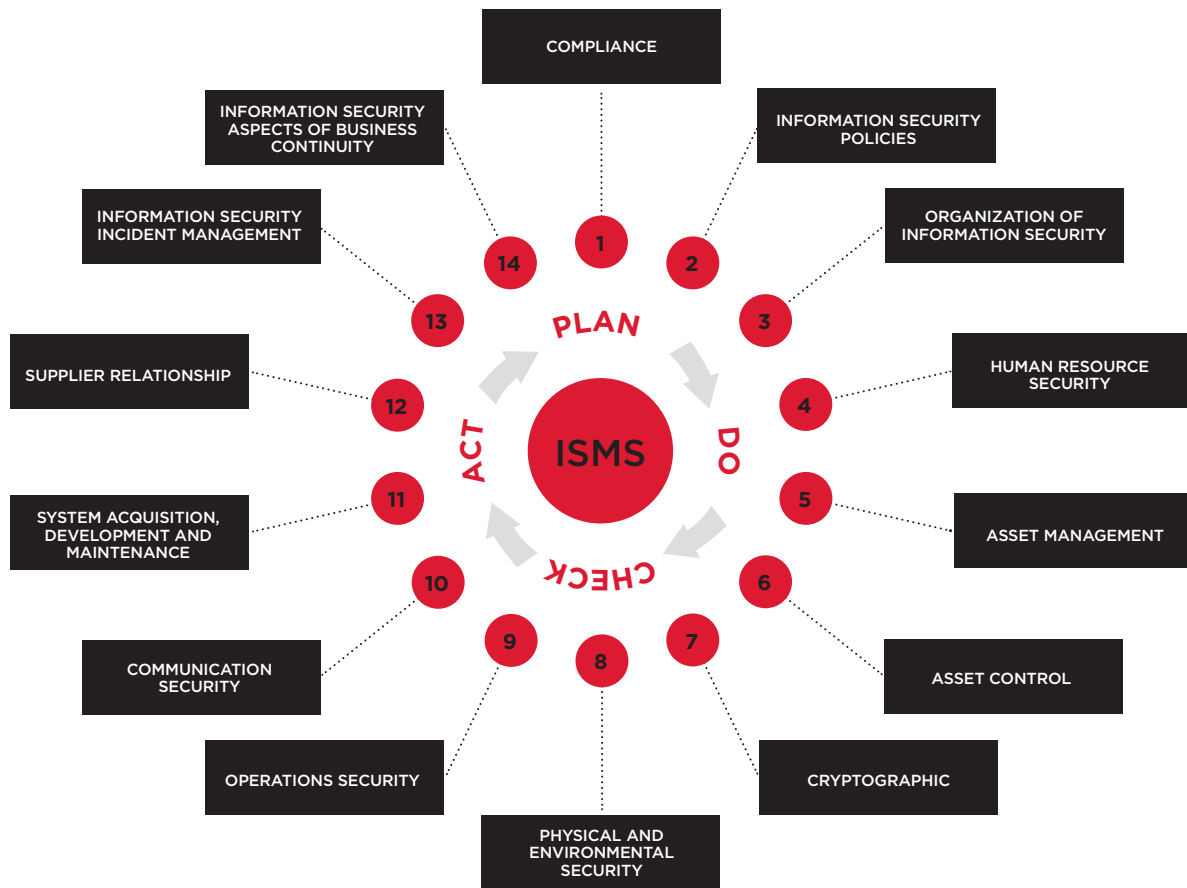 COMPLIANCE
1
INFORMATION SECURITY
POLICIES
2
ORGANIZATION OF
INFORMATION SECURITY
3
HUMAN RESOURCE
SECURITY
4
ASSET MANAGEMENT
5
ASSET CONTROL
6
CRYPTOGRAPHIC
7
PHYSICAL AND
ENVIRONMENTAL
SECURITY
8
OPERATIONS SECURITY
9
COMMUNICATION
SECURITY
10
SYSTEM ACQUISITION,
DEVELOPMENT AND
MAINTENANCE
11
SUPPLIER RELATIONSHIP
12
INFORMATION SECURITY
INCIDENT MANAGEMENT
13
INFORMATION SECURITY
ASPECTS OF BUSINESS
CONTINUITY
14
PLAN
DO
CHECK
ACT
ISMS